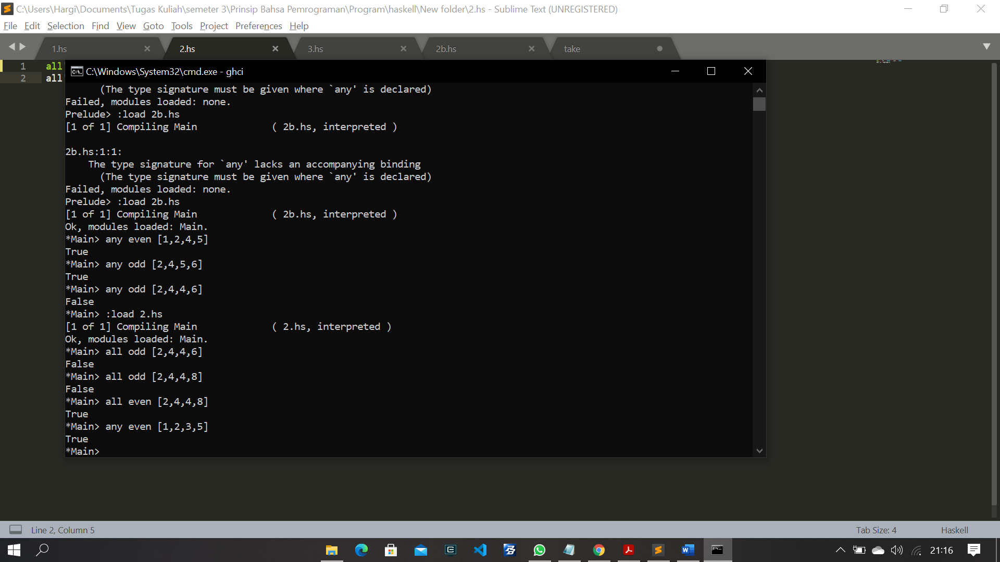 C:\Users\Hargi\Documents\Tugas Kuliah\semeter 3\Prinsip Bahsa Pemrograman\Program\haskell\New folder\2.hs - Sublime Text (UNREGISTERED)
File Edit Selection Find View Goto Tools Project Preferences Help
1.hs 2.hs 3.hs 2b.hs take
1 all
2 all
C:\Windows\System32\cmd.exe - ghci
(The type signature must be given where `any' is declared)
Failed, modules loaded: none.
Prelude> :load 2b.hs
[1 of 1] Compiling Main ( 2b.hs, interpreted )
2b.hs:1:1:
The type signature for `any' lacks an accompanying binding
(The type signature must be given where `any' is declared)
Failed, modules loaded: none.
Prelude> :load 2b.hs
[1 of 1] Compiling Main ( 2b.hs, interpreted )
Ok, modules loaded: Main.
*Main> any even [1,2,4,5]
True
*Main> any odd [2,4,5,6]
True
*Main> any odd [2,4,4,6]
False
*Main> :load 2.hs
[1 of 1] Compiling Main ( 2.hs, interpreted )
Ok, modules loaded: Main.
*Main> all odd [2,4,4,6]
False
*Main> all odd [2,4,4,8]
False
*Main> all even [2,4,4,8]
True
*Main> any even [1,2,3,5]
True
*Main>
Line 2, Column 5 Tab Size: 4 Haskell
21:16